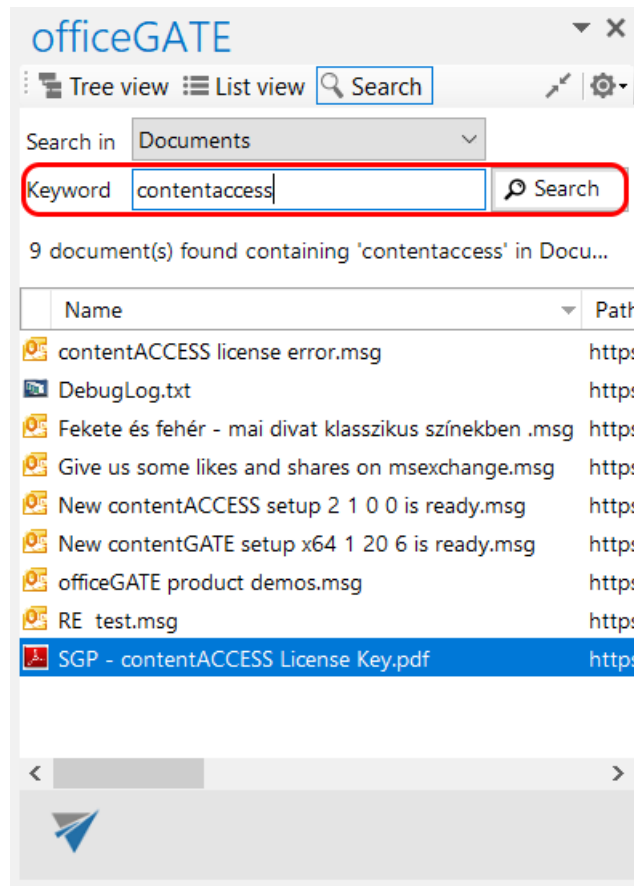 officeGATE
Tree view List view Search
Search in Documents
Keyword contentaccess Search
9 document(s) found containing 'contentaccess' in Docu...
Name Path
contentACCESS license error.msg https
DebugLog.txt https
Fekete és fehér - mai divat klasszikus színekben .msg https
Give us some likes and shares on msexchange.msg https
New contentACCESS setup 2 1 0 0 is ready.msg https
New contentGATE setup x64 1 20 6 is ready.msg https
officeGATE product demos.msg https
RE test.msg https
SGP - contentACCESS License Key.pdf https